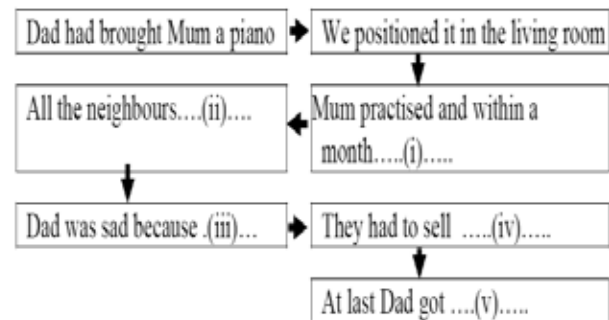 Dad had brought Mum a piano
We positioned it in the living room
Mum practised and within a
month…..(i)…..
All the neighbours….(ii)….
Dad was sad because .(iii)…
They had to sell …..(iv)…..
At last Dad got ….(v)…..